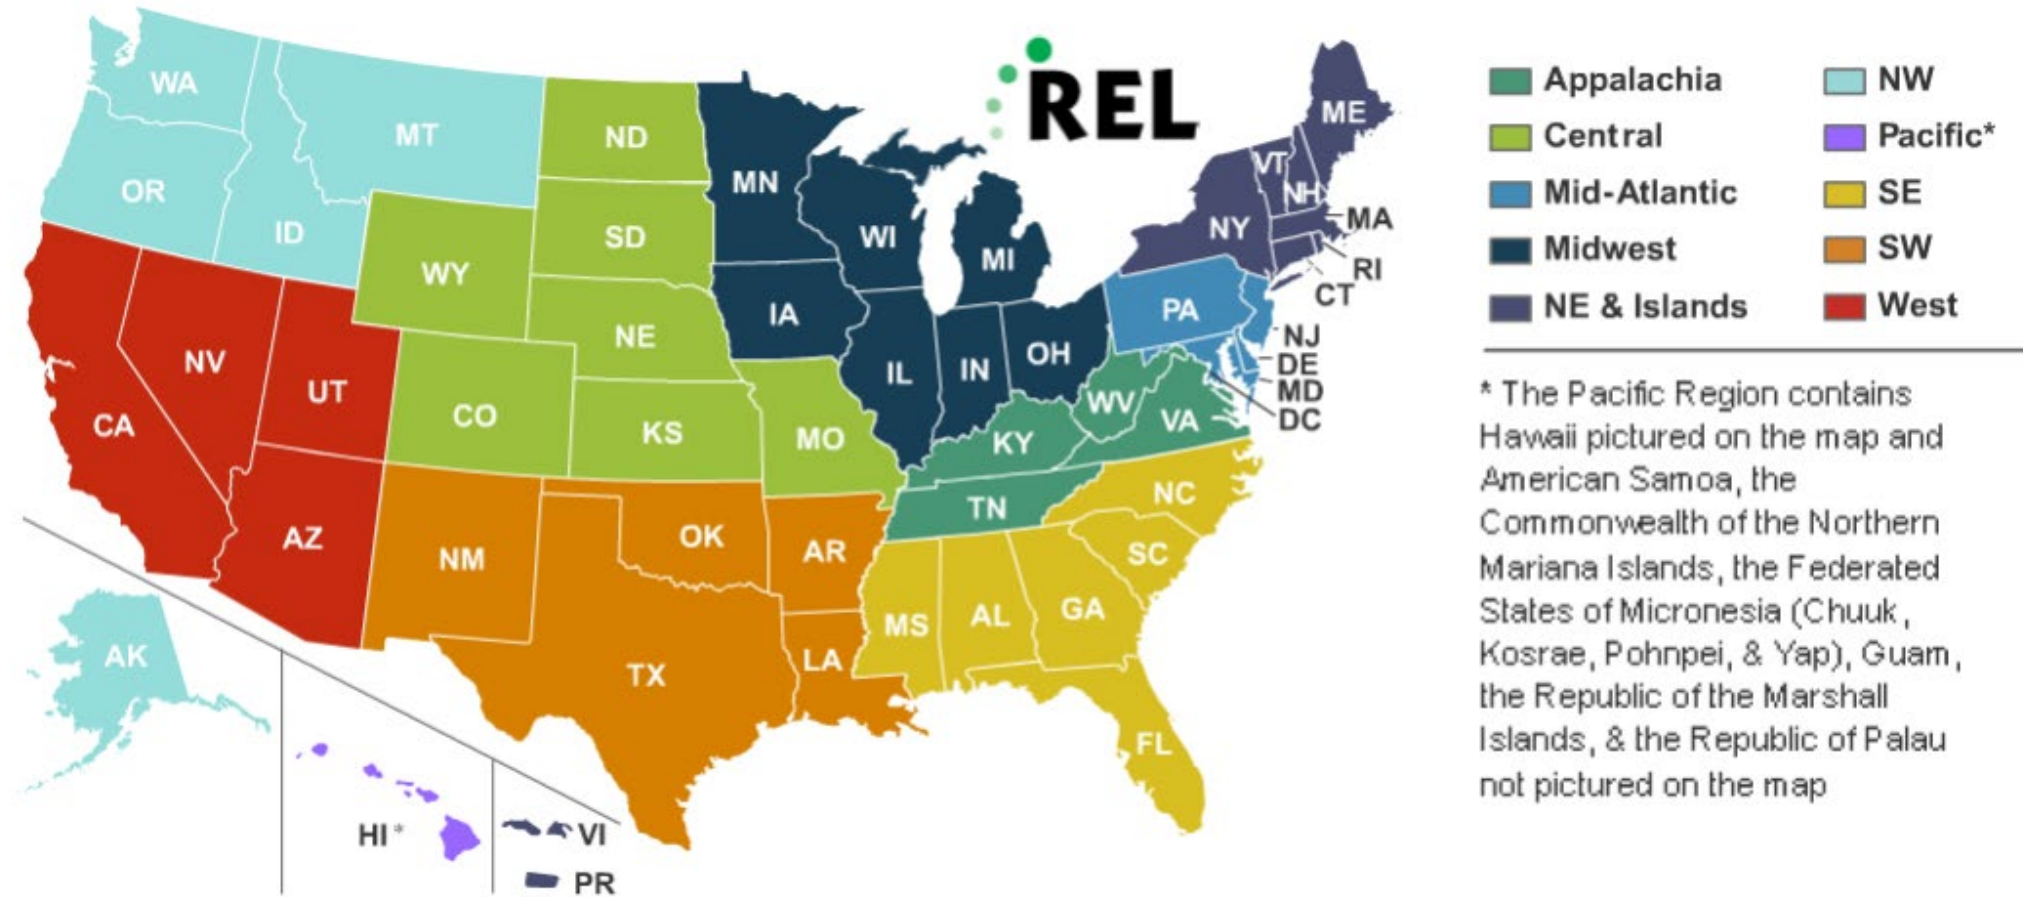 REL
WA
MT
ND
MN
ME
VT
NH
OR
ID
SD
WI
MI
NY
MA
RI
CT
WY
NE
IA
PA
NJ
DE
MD
DC
NV
UT
CO
KS
MO
IL
IN
OH
WV
VA
KY
CA
AZ
NM
OK
AR
TN
NC
SC
MS
AL
GA
TX
LA
FL
AK
HI*
VI
PR
Appalachia
Central
Mid-Atlantic
Midwest
NE & Islands
NW
Pacific*
SE
SW
West
* The Pacific Region contains
Hawaii pictured on the map and
American Samoa, the
Commonwealth of the Northern
Mariana Islands, the Federated
States of Micronesia (Chuuk,
Kosrae, Pohnpei, & Yap), Guam,
the Republic of the Marshall
Islands, & the Republic of Palau
not pictured on the map